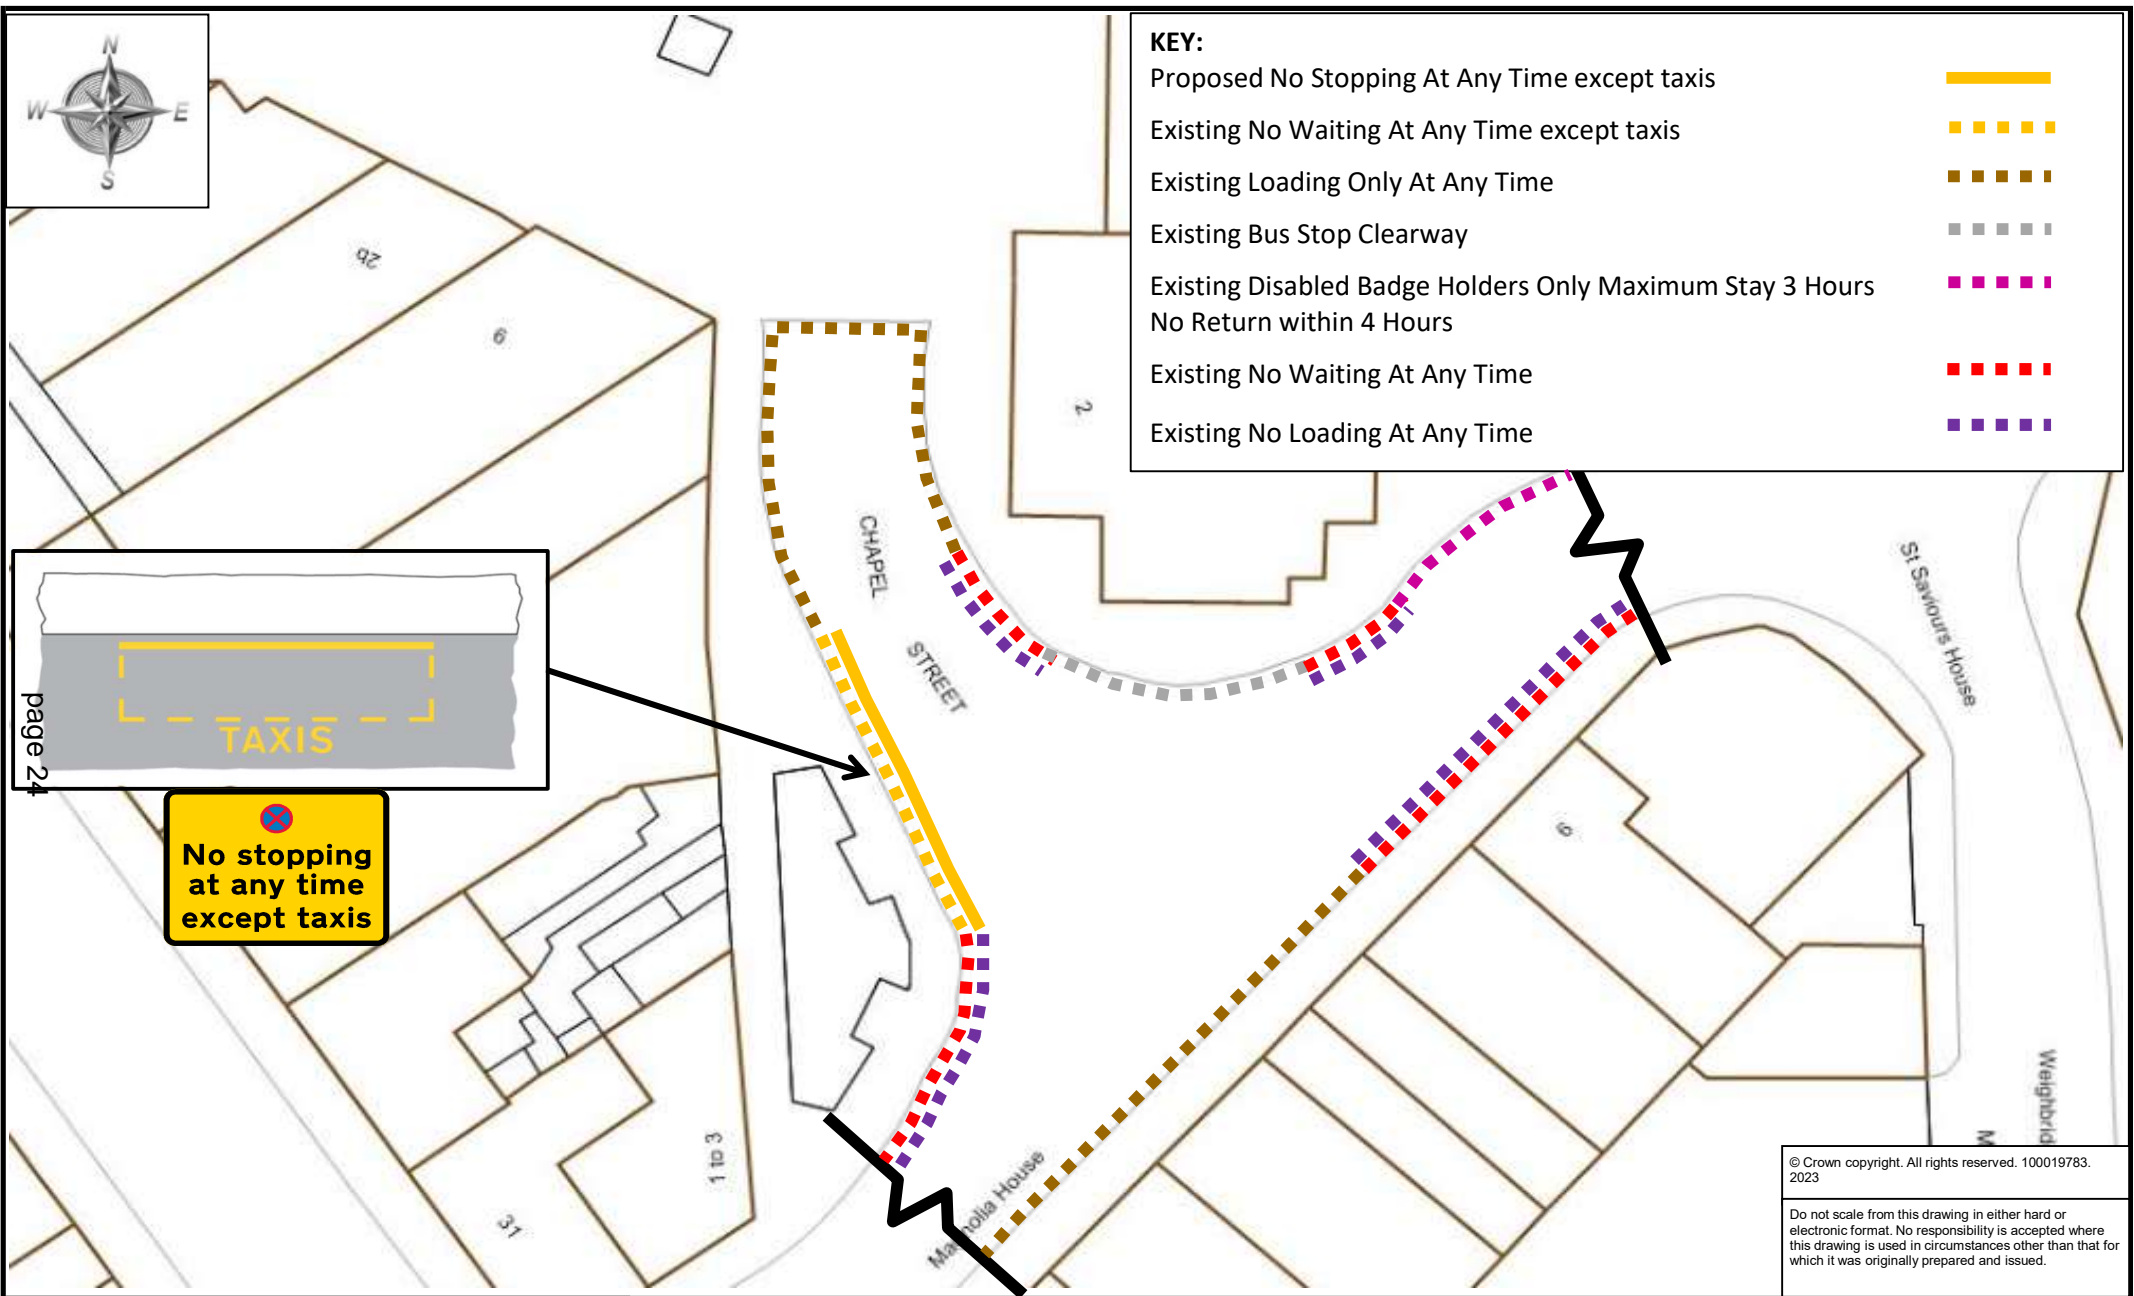 N
W
E
S
KEY:
Proposed No Stopping At Any Time except taxis
Existing No Waiting At Any Time except taxis
Existing Loading Only At Any Time
Existing Bus Stop Clearway
Existing Disabled Badge Holders Only Maximum Stay 3 Hours
No Return within 4 Hours
Existing No Waiting At Any Time
Existing No Loading At Any Time
2b
9
2
CHAPEL
STREET
St Saviours House
TAXIS
page 24
No stopping
at any time
except taxis
9
1 to 3
31
Magnolia House
Weighbrid
M
© Crown copyright. All rights reserved. 100019783.
2023
Do not scale from this drawing in either hard or
electronic format. No responsibility is accepted where
this drawing is used in circumstances other than that for
which it was originally prepared and issued.